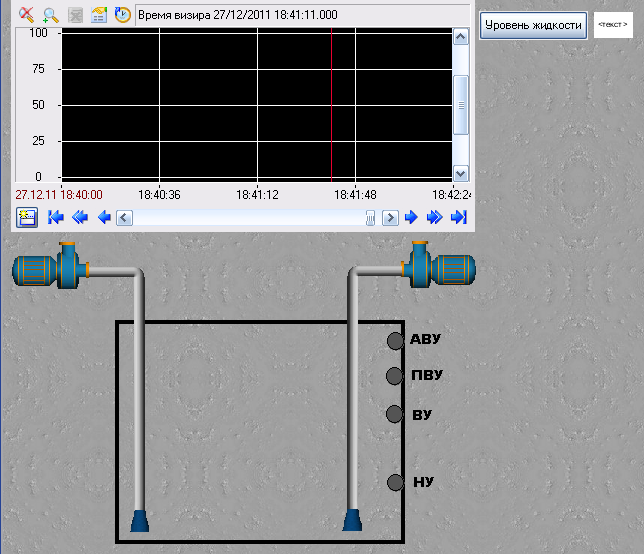 Время визира 27/12/2011 18:41:11.000
Уровень жидкости
<текст>
100
75
50
25
0
27.12.11 18:40:00 18:40:36 18:41:12 18:41:48 18:42:24
АВУ
ПВУ
ВУ
НУ